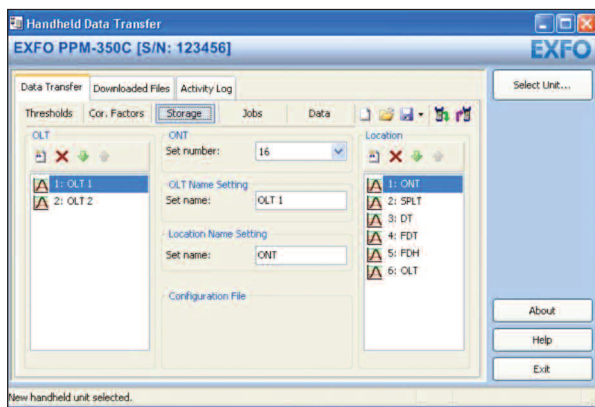 Handheld Data Transfer
EXFO PPM-350C [S/N: 123456]
EXFO
Data Transfer
Downloaded Files
Activity Log
Select Unit...
Thresholds
Cor. Factors
Storage
Jobs
Data
OLT
1: OLT 1
2: OLT 2
ONT
Set number:
16
OLT Name Setting
Set name:
OLT 1
Location Name Setting
Set name:
ONT
Configuration File
Location
1: ONT
2: SPLT
3: DT
4: FDT
5: FDH
6: OLT
About
Help
Exit
New handheld unit selected.